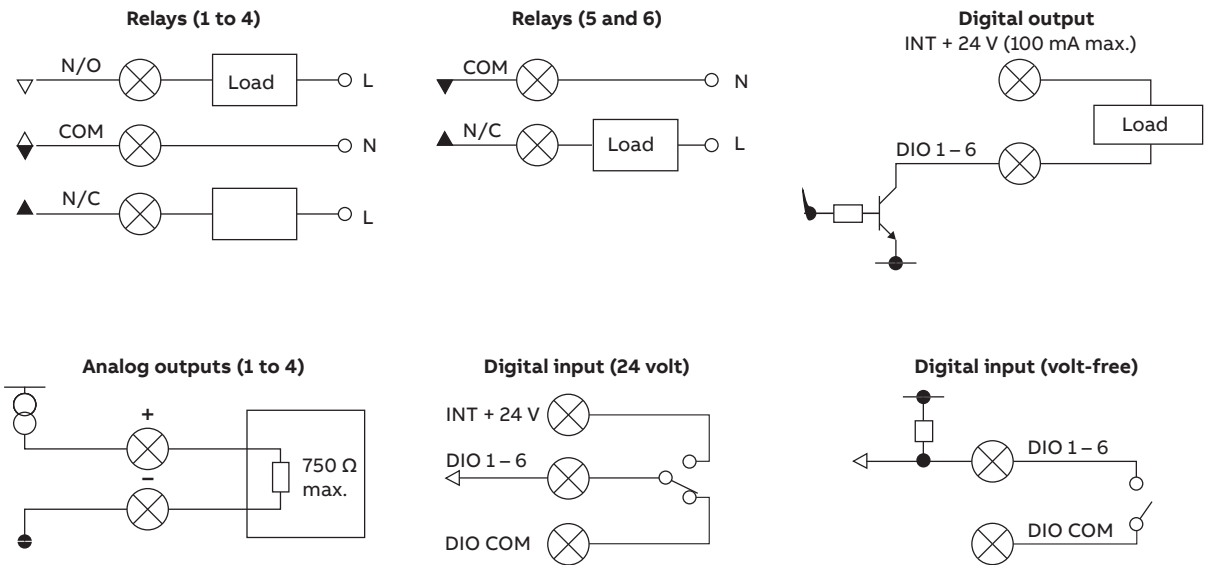 Relays (1 to 4)
N/O
Load
L
COM
N
N/C
L
Relays (5 and 6)
COM
N
N/C
Load
L
Digital output
INT + 24 V (100 mA max.)
Load
DIO 1 – 6
Analog outputs (1 to 4)
+
–
750 Ω
max.
Digital input (24 volt)
INT + 24 V
DIO 1 – 6
DIO COM
Digital input (volt-free)
DIO 1 – 6
DIO COM